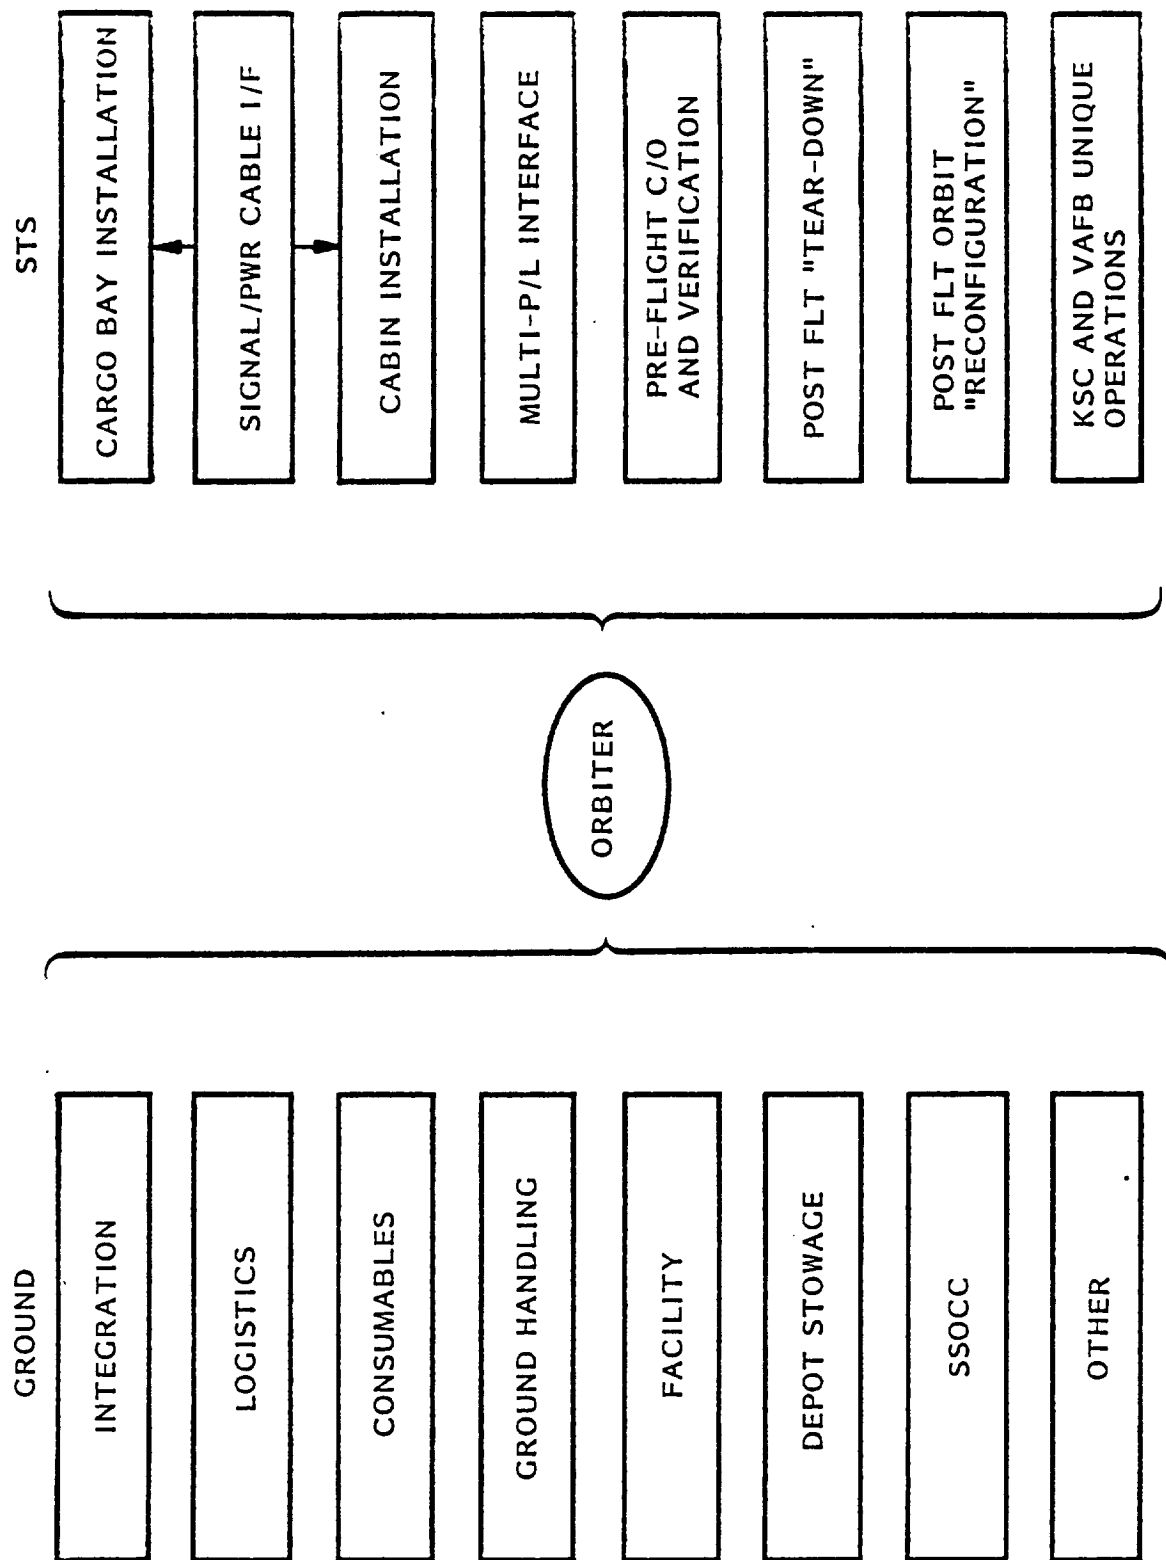 GROUND
INTEGRATION
LOGISTICS
CONSUMABLES
GROUND HANDLING
FACILITY
DEPOT STOWAGE
SSOCC
OTHER
ORBITER
STS
CARGO BAY INSTALLATION
SIGNAL/PWR CABLE I/F
CABIN INSTALLATION
MULTI-P/L INTERFACE
PRE-FLIGHT C/O
AND VERIFICATION
POST FLT "TEAR-DOWN"
POST FLT ORBIT
"RECONFIGURATION"
KSC AND VAFB UNIQUE
OPERATIONS